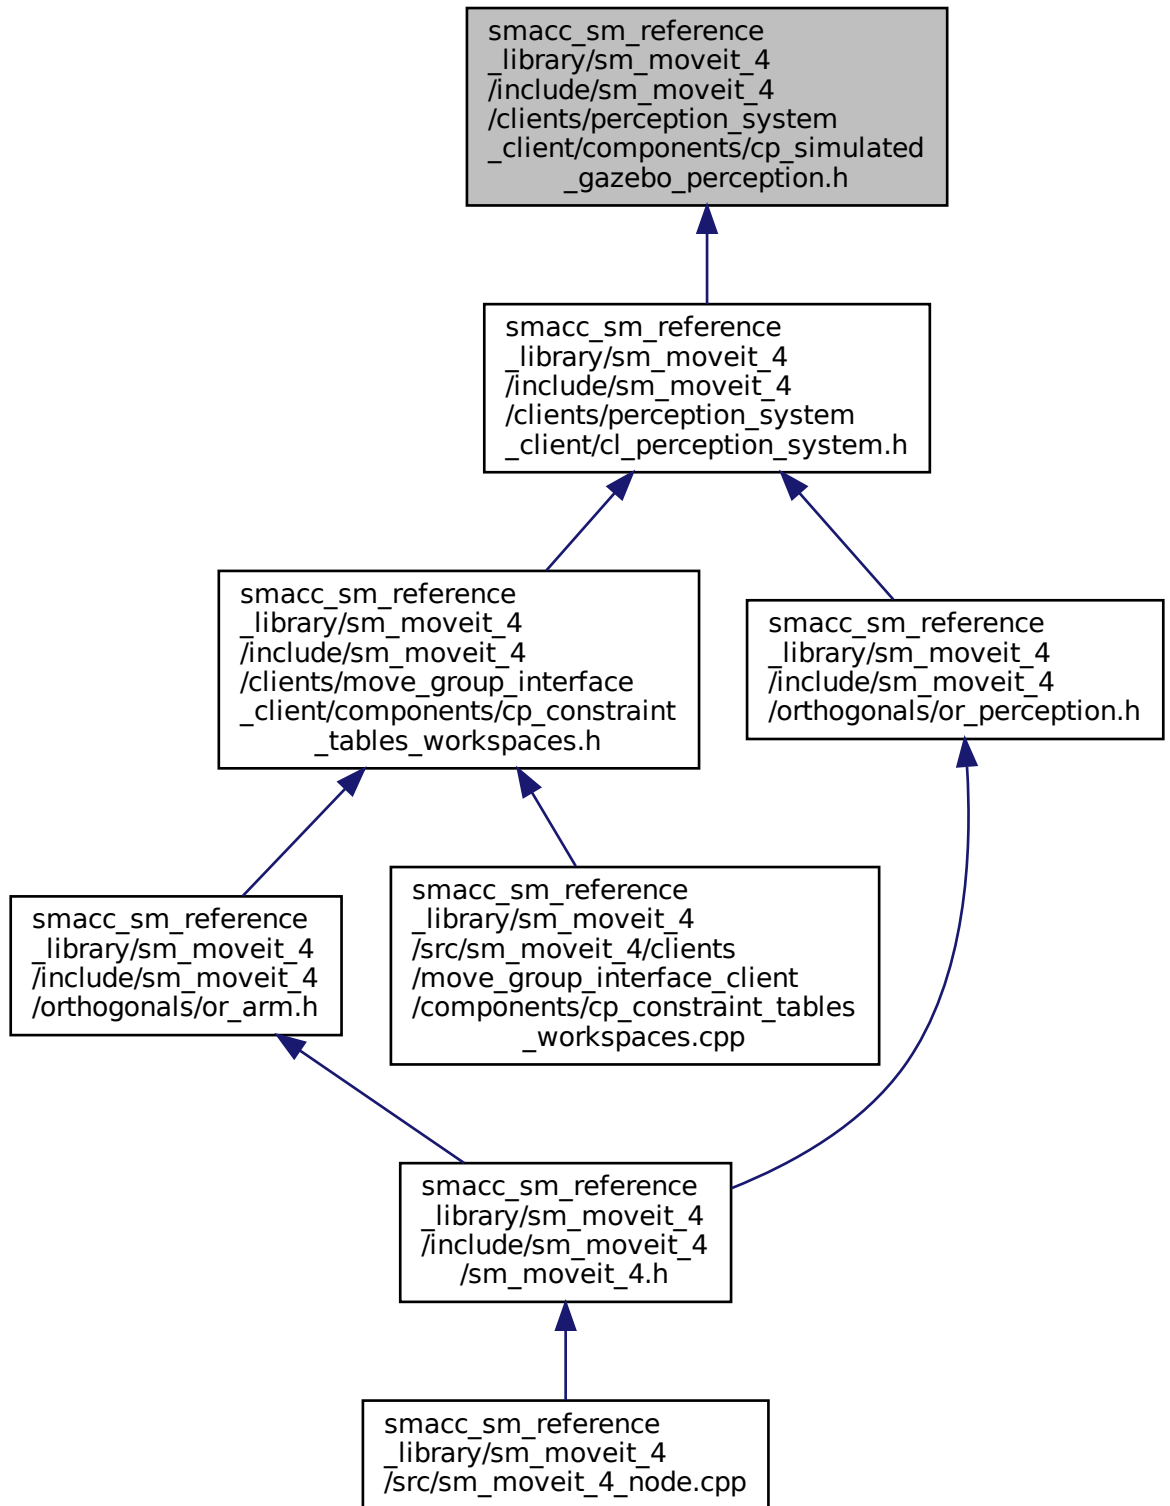 smacc_sm_reference
_library/sm_moveit_4
/include/sm_moveit_4
/clients/perception_system
_client/components/cp_simulated
_gazebo_perception.h
smacc_sm_reference
_library/sm_moveit_4
/include/sm_moveit_4
/clients/perception_system
_client/cl_perception_system.h
smacc_sm_reference
_library/sm_moveit_4
/include/sm_moveit_4
/clients/move_group_interface
_client/components/cp_constraint
_tables_workspaces.h
smacc_sm_reference
_library/sm_moveit_4
/include/sm_moveit_4
/orthogonals/or_perception.h
smacc_sm_reference
_library/sm_moveit_4
/include/sm_moveit_4
/orthogonals/or_arm.h
smacc_sm_reference
_library/sm_moveit_4
/src/sm_moveit_4/clients
/move_group_interface_client
/components/cp_constraint_tables
_workspaces.cpp
smacc_sm_reference
_library/sm_moveit_4
/include/sm_moveit_4
/sm_moveit_4.h
smacc_sm_reference
_library/sm_moveit_4
/src/sm_moveit_4_node.cpp